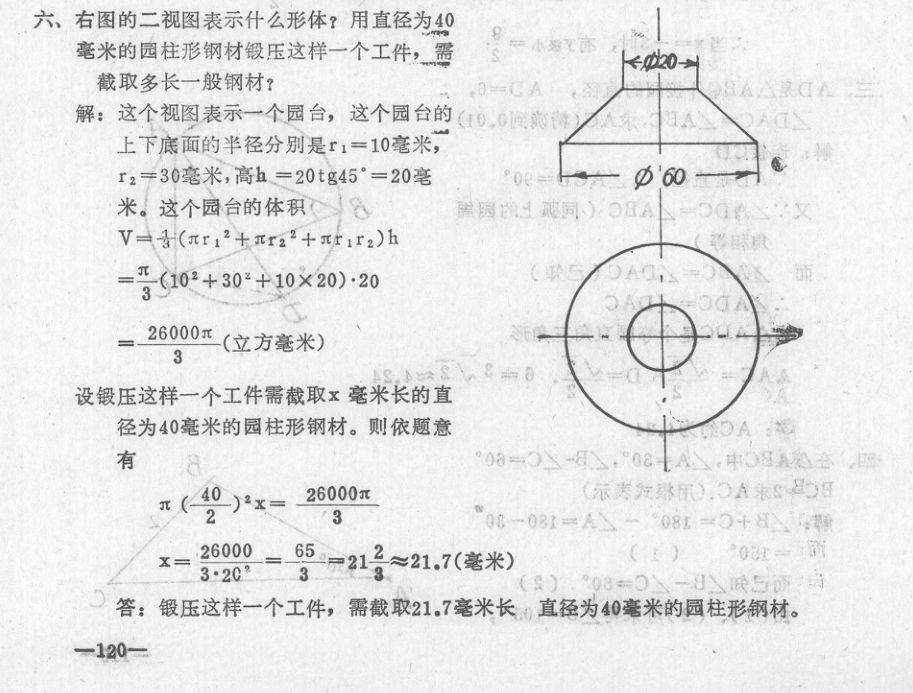 六、右图的二视图表示什么形体？用直径为40
毫米的园柱形钢材锻压这样一个工件，需
截取多长一般钢材？
解：这个视图表示一个园台，这个园台的
上下底面的半径分别是r₁=10毫米，
r₂=30毫米，高h=20tg45°=20毫
米。这个园台的体积
V=⅓(πr₁²+πr₂²+πr₁r₂)h
=π/3(10²+30²+10×20)·20
=26000π/3(立方毫米)
设锻压这样一个工件需截取x 毫米长的直
径为40毫米的园柱形钢材。则依题意
有
π(40/2)²x=26000π/3
x=26000/3·20²=65/3=21 2/3≈21.7(毫米)
答：锻压这样一个工件，需截取21.7毫米长 直径为40毫米的园柱形钢材。
—120—
ϕ20
ϕ 60